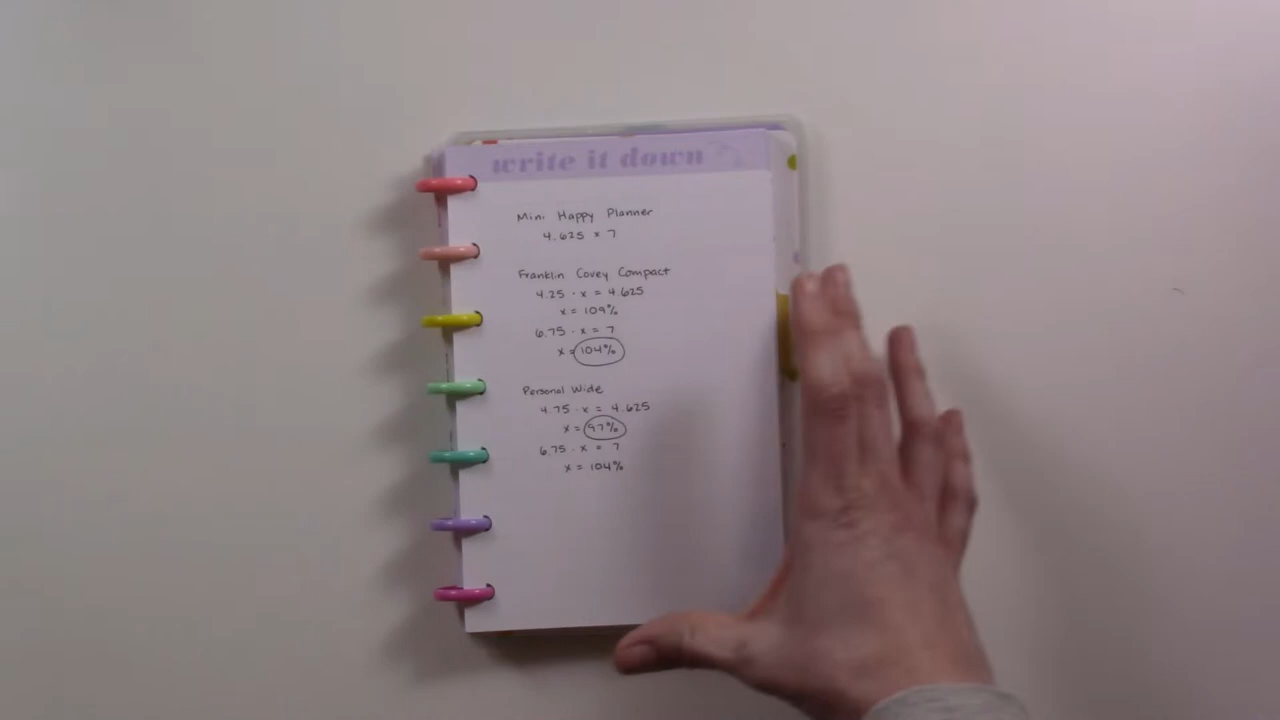 write it down
Mini Happy Planner
4.625 × 7
Franklin Covey Compact
4.25 · x = 4.625
x = 109%
6.75 · x = 7
x = 104%
Personal Wide
4.75 · x = 4.625
x = 97%
6.75 · x = 7
x = 104%